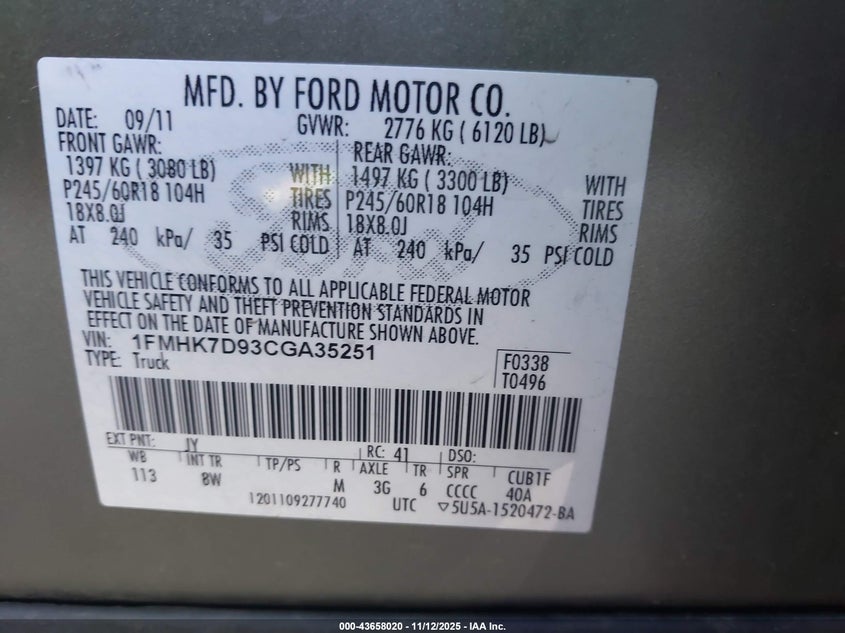 MFD. BY FORD MOTOR CO.
DATE: 09/11 GVWR: 2776 KG ( 6120 LB)
FRONT GAWR: REAR GAWR:
1397 KG ( 3080 LB) WITH 1497 KG ( 3300 LB) WITH
P245/60R18 104H TIRES P245/60R18 104H TIRES
18X8.0J RIMS 18X8.0J RIMS
AT 240 kPa/ 35 PSI COLD AT 240 kPa/ 35 PSI COLD
THIS VEHICLE CONFORMS TO ALL APPLICABLE FEDERAL MOTOR
VEHICLE SAFETY AND THEFT PREVENTION STANDARDS IN
EFFECT ON THE DATE OF MANUFACTURE SHOWN ABOVE.
VIN: 1FMHK7D93CGA35251
TYPE: Truck
F0338
T0496
EXT PNT: JY RC: 41 DSO:
WB INT TR TP/PS R AXLE TR SPR CUB1F
113 8W M 3G 6 CCCC 40A
1201109277740 UTC ▽5U5A-1520472-BA
000-43658020 - 11/12/2025 - IAA Inc.